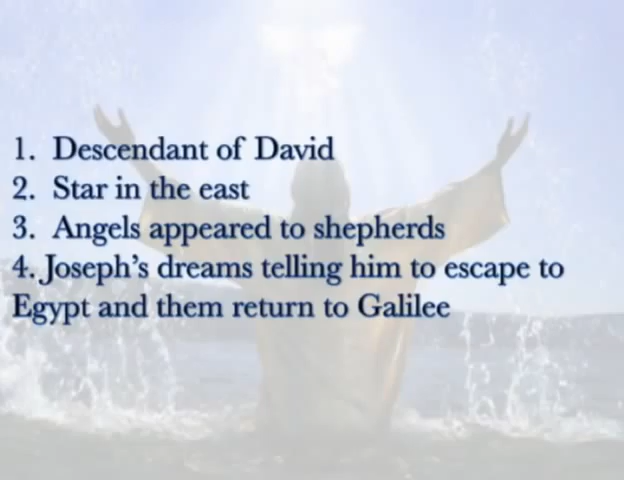 1. Descendant of David
2. Star in the east
3. Angels appeared to shepherds
4. Joseph's dreams telling him to escape to
Egypt and them return to Galilee